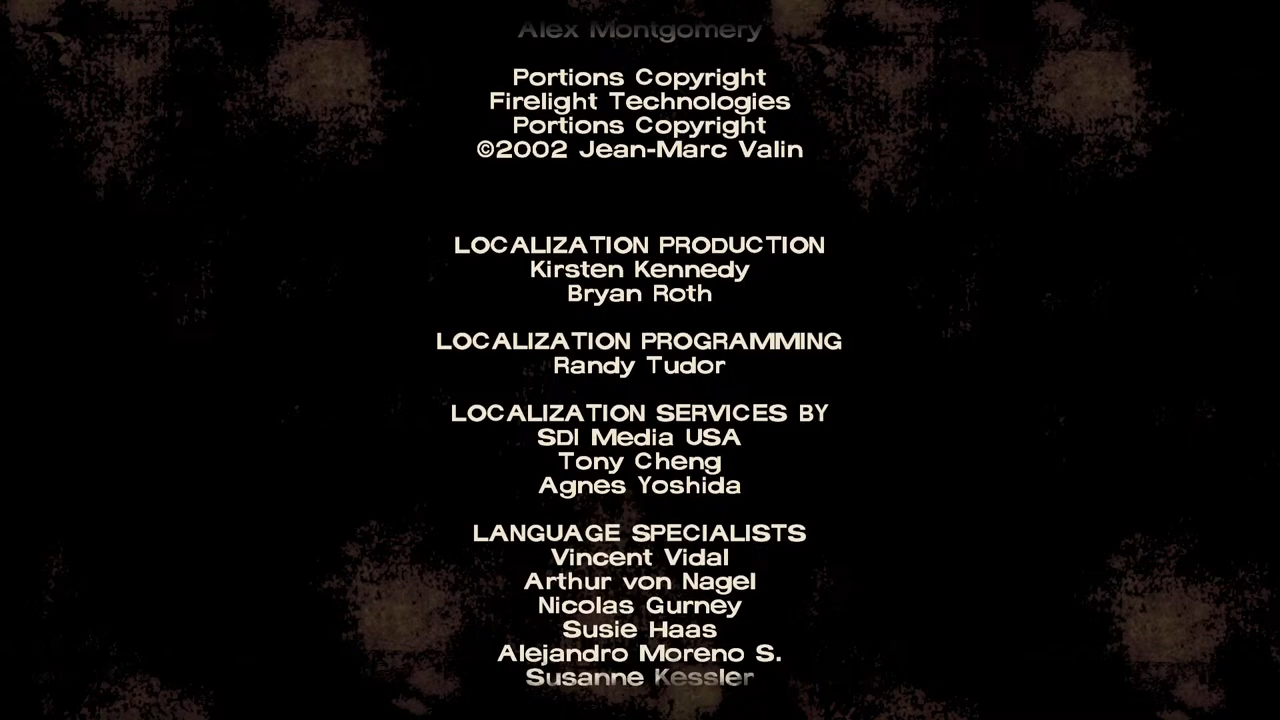 Alex Montgomery
Portions Copyright
Firelight Technologies
Portions Copyright
©2002 Jean-Marc Valin
LOCALIZATION PRODUCTION
Kirsten Kennedy
Bryan Roth
LOCALIZATION PROGRAMMING
Randy Tudor
LOCALIZATION SERVICES BY
SDI Media USA
Tony Cheng
Agnes Yoshida
LANGUAGE SPECIALISTS
Vincent Vidal
Arthur von Nagel
Nicolas Gurney
Susie Haas
Alejandro Moreno S.
Susanne Kessler